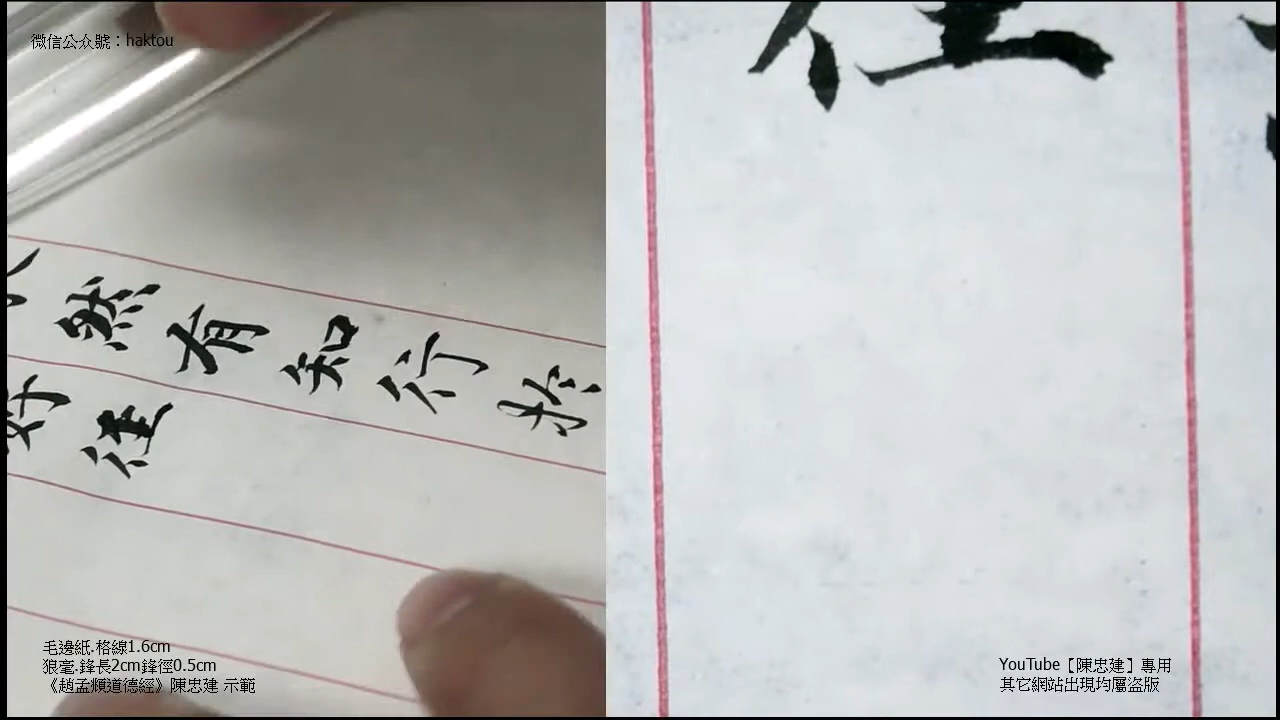 微信公众號：haktou
然有知行於
好徑
毛邊紙.格線1.6cm
狼毫.鋒長2cm鋒徑0.5cm
《趙孟頫道德經》陳忠建 示範
YouTube［陳忠建］專用
其它網站出現均屬盜版